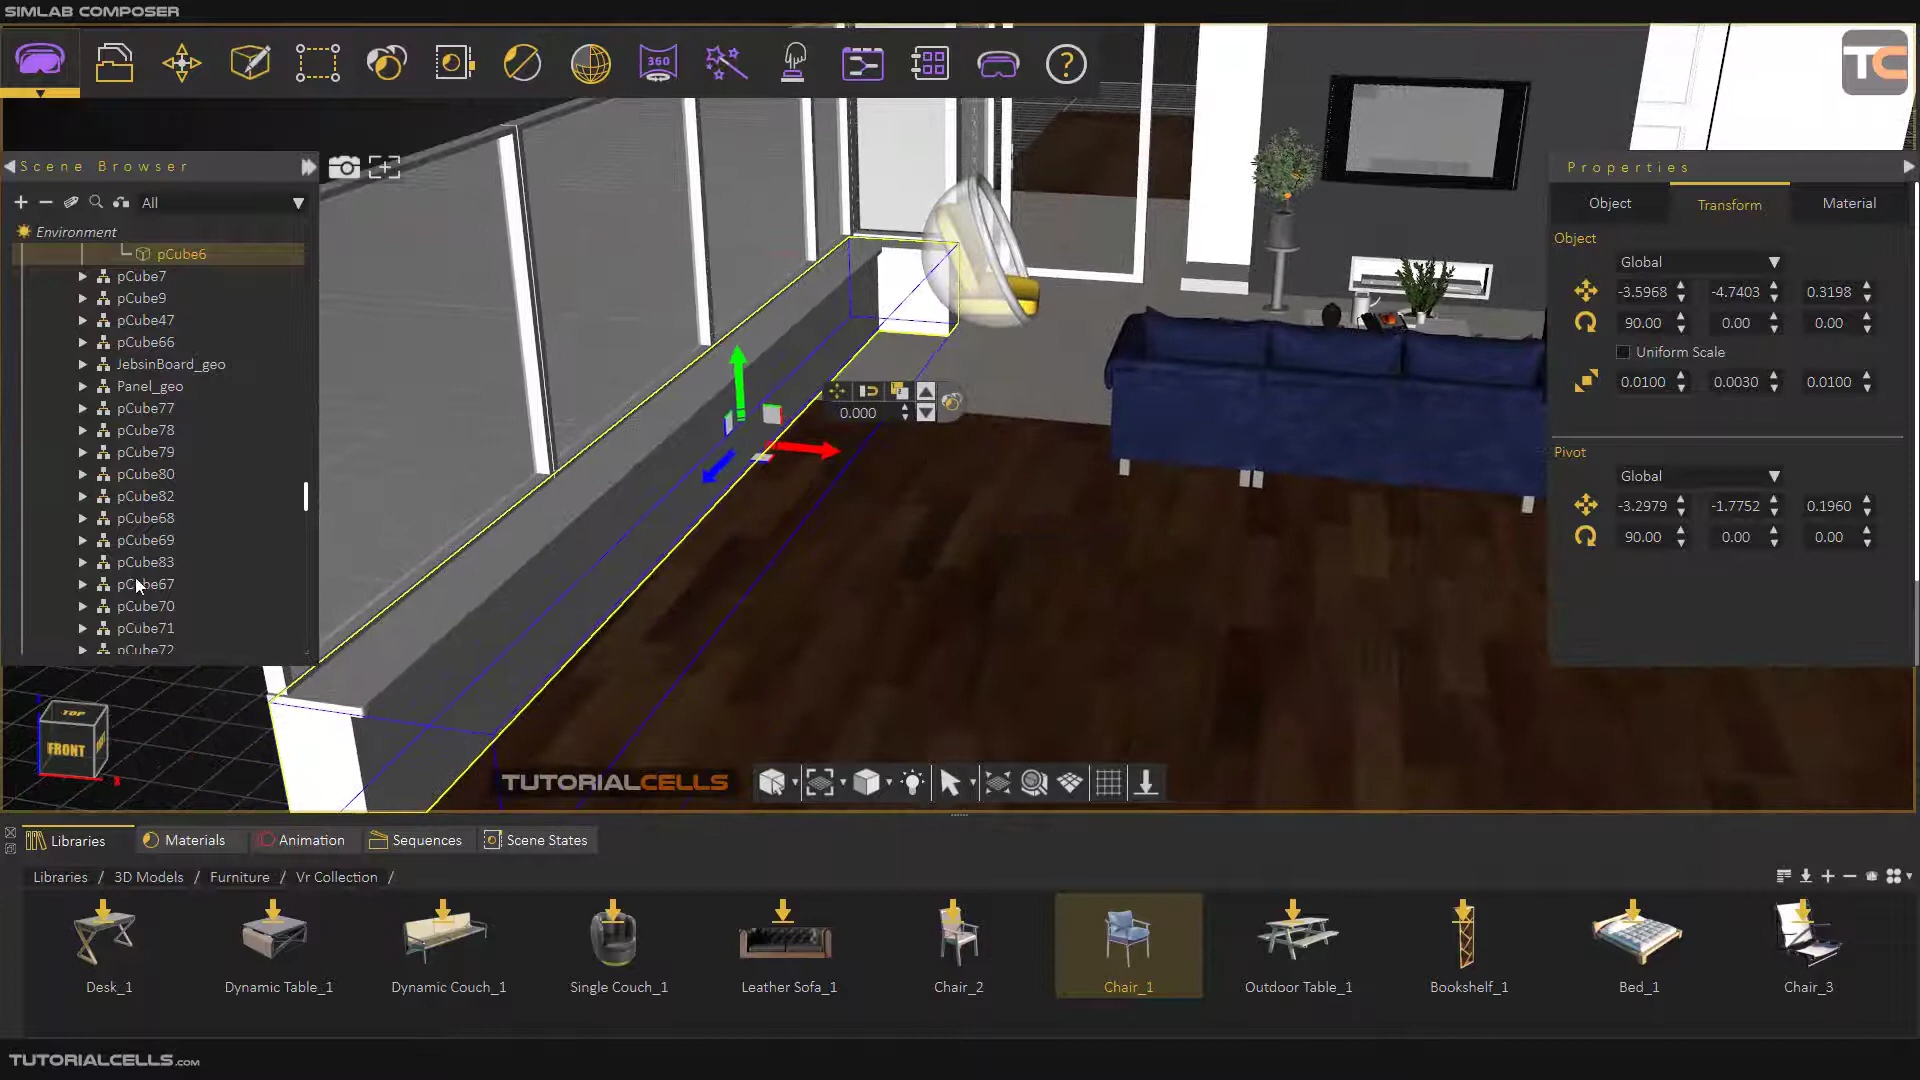 SIMLAB COMPOSER
360
TC
Scene Browser
All
Environment
pCube6
pCube7
pCube9
pCube47
pCube66
JebsinBoard_geo
Panel_geo
pCube77
pCube78
pCube79
pCube80
pCube82
pCube68
pCube69
pCube83
pCube67
pCube70
pCube71
pCube72
0.000
Properties
Object Transform Material
Object
Global
-3.5968 -4.7403 0.3198
90.00 0.00 0.00
Uniform Scale
0.0100 0.0030 0.0100
Pivot
Global
-3.2979 -1.7752 0.1960
90.00 0.00 0.00
TOP
FRONT
TUTORIALCELLS
Libraries Materials Animation Sequences Scene States
Libraries / 3D Models / Furniture / Vr Collection /
Desk_1 Dynamic Table_1 Dynamic Couch_1 Single Couch_1 Leather Sofa_1 Chair_2 Chair_1 Outdoor Table_1 Bookshelf_1 Bed_1 Chair_3
TUTORIALCELLS.com